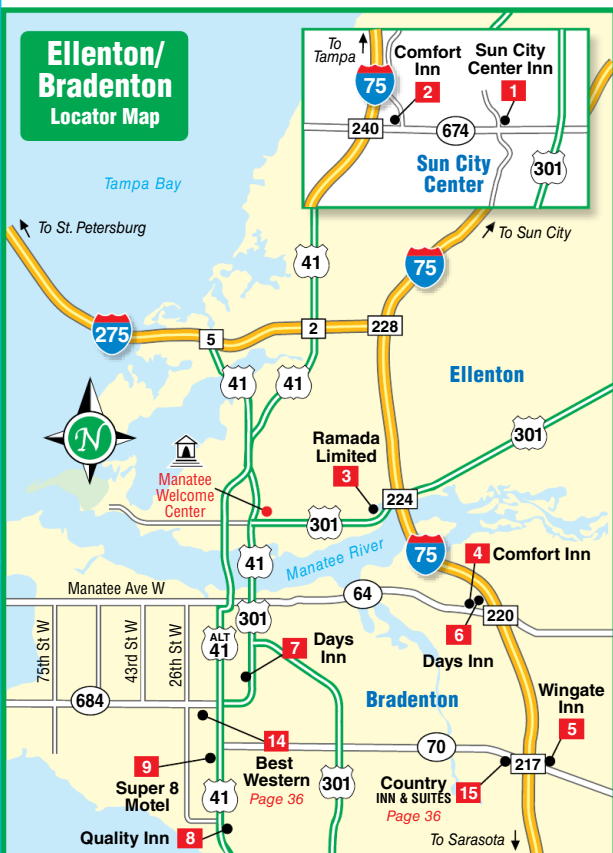 Ellenton/
Bradenton
Locator Map
To
Tampa
75
Comfort
Inn
2
Sun City
Center Inn
1
240
674
Sun City
Center
301
Tampa Bay
To St. Petersburg
To Sun City
41
75
275
5
2
228
41
41
Ellenton
N
301
Ramada
Limited
3
Manatee
Welcome
Center
224
301
Manatee River
75
41
4 Comfort Inn
Manatee Ave W
64
6
Days Inn
220
301
ALT
41
75th St W
43rd St W
26th St W
7 Days
Inn
684
Bradenton
Wingate
Inn
5
14
Best
Western
Page 36
70
217
9
Super 8
Motel
41
301
Country
INN & SUITES 15
Page 36
Quality Inn 8
To Sarasota